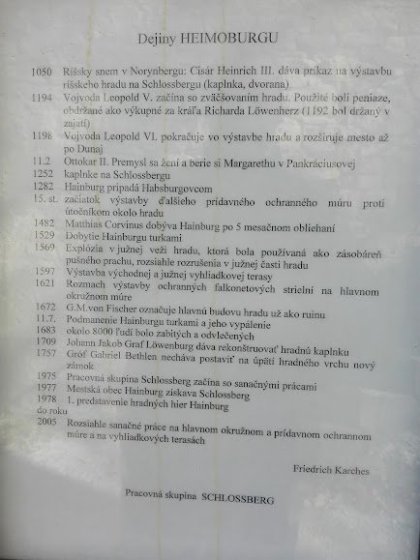 Dejiny HEIMOBURGU
1050 Ríšsky snem v Norynbergu: Cisár Heinrich III. dáva príkaz na výstavbu
ríšskeho hradu na Schlossbergu (kaplnka, dvorana)
1194 Vojvoda Leopold V. začína so zväčšovaním hradu. Použité boli peniaze,
obdržané ako výkupné za kráľa Richarda Löwenherz (1192 bol držaný v
zajatí)
1198 Vojvoda Leopold VI. pokračuje vo výstavbe hradu a rozširuje mesto až
po Dunaj
11.2 Ottokar II. Premysl sa žení a berie si Margarethu v Pankráciusovej
1252 kaplnke na Schlossbergu
1282 Hainburg pripadá Habsburgovcom
15. st. začiatok výstavby ďalšieho prídavného ochranného múru proti
útočníkom okolo hradu
1482 Matthias Corvinus dobýva Hainburg po 5 mesačnom obliehaní
1529 Dobytie Hainburgu turkami
1569 Explózia v južnej veži hradu, ktorá bola používaná ako zásobáreň
pušného prachu, rozsiahle rozrušenia v južnej časti hradu
1597 Výstavba východnej a južnej vyhliadkovej terasy
1621 Rozmach výstavby ochranných falkonetových strielní na hlavnom
okružnom múre
1672 G.M.von Fischer označuje hlavnú budovu hradu už ako ruinu
11.7. Podmanenie Hainburgu turkami a jeho vypálenie
1683 okolo 8000 ľudí bolo zabitých a odvlečených
1709 Johann Jakob Graf Löwenburg dáva rekonštruovať hradnú kaplnku
1757 Gróf Gabriel Bethlen necháva postaviť na úpätí hradného vrchu nový
zámok
1975 Pracovná skupina Schlossberg začína so sanačnými prácami
1977 Mestská obec Hainburg získava Schlossberg
1978 1. predstavenie hradných hier Hainburg
do roku
2005 Rozsiahle sanačné práce na hlavnom okružnom a prídavnom ochrannom
múre a na vyhliadkových terasách
Friedrich Karches
Pracovná skupina SCHLOSSBERG